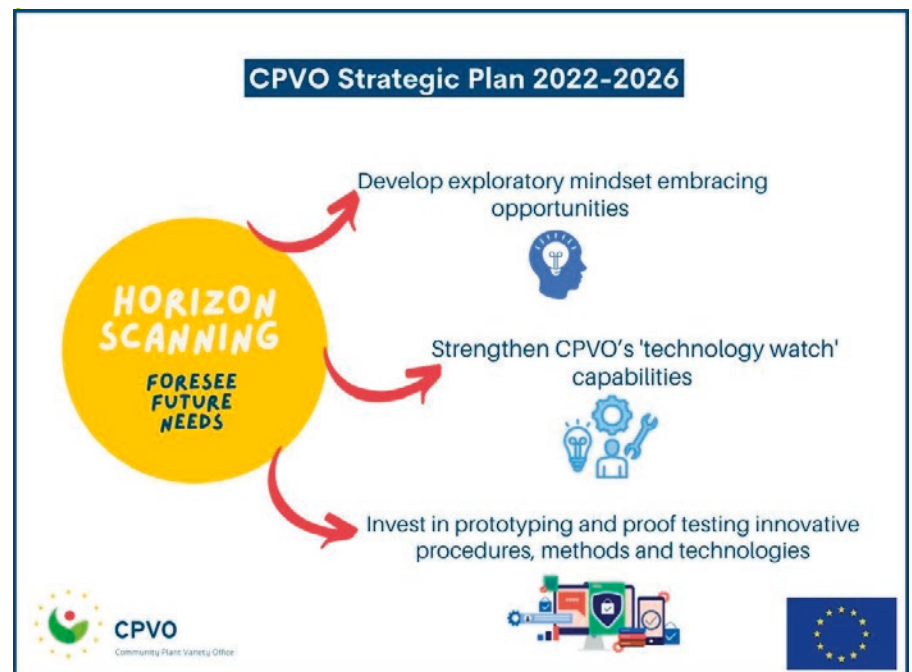 CPVO Strategic Plan 2022-2026
Develop exploratory mindset embracing
opportunities
HORIZON
SCANNING
FORESEE
FUTURE
NEEDS
Strengthen CPVO's 'technology watch'
capabilities
Invest in prototyping and proof testing innovative
procedures, methods and technologies
CPVO
Community Plant Variety Office